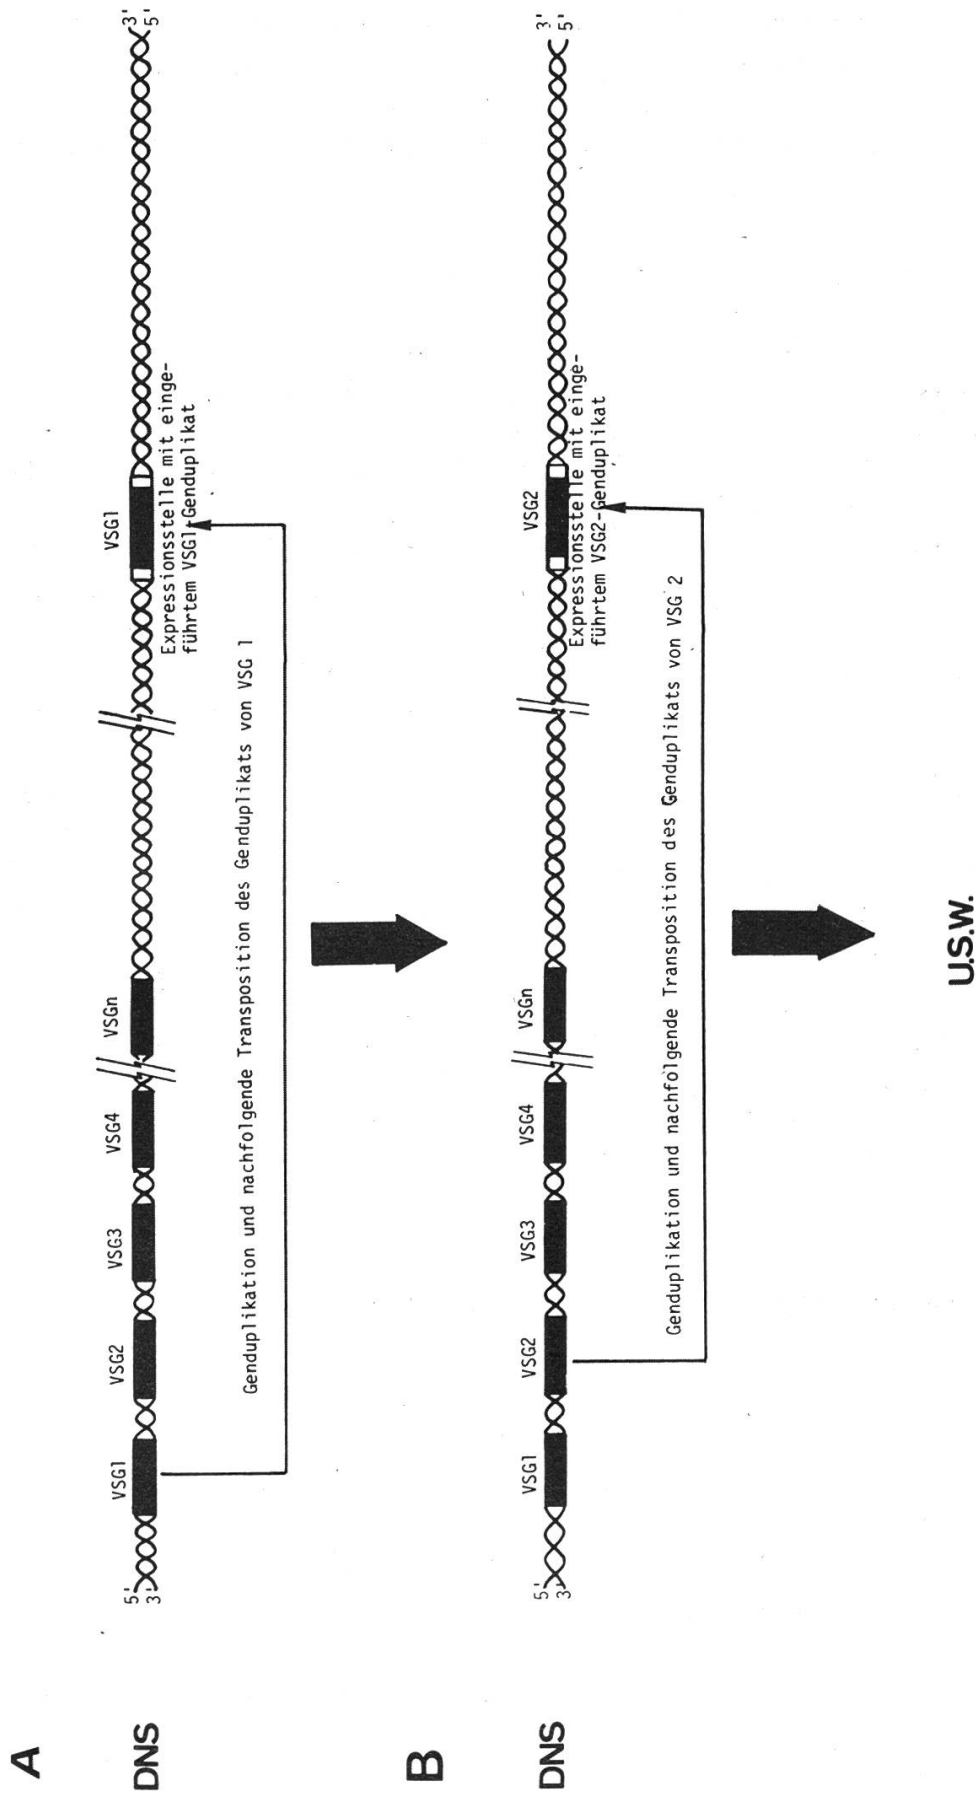 A
DNS
5'
3'
VSG1
VSG2
VSG3
VSG4
VSGn
VSG1
3'
5'
Expressionsstelle mit einge-
führtem VSG1-Genduplikat
Genduplikation und nachfolgende Transposition des Genduplikats von VSG 1
B
DNS
5'
3'
VSG1
VSG2
VSG3
VSG4
VSGn
VSG2
3'
5'
Expressionsstelle mit einge-
führtem VSG2-Genduplikat
Genduplikation und nachfolgende Transposition des Genduplikats von VSG 2
U.S.W.